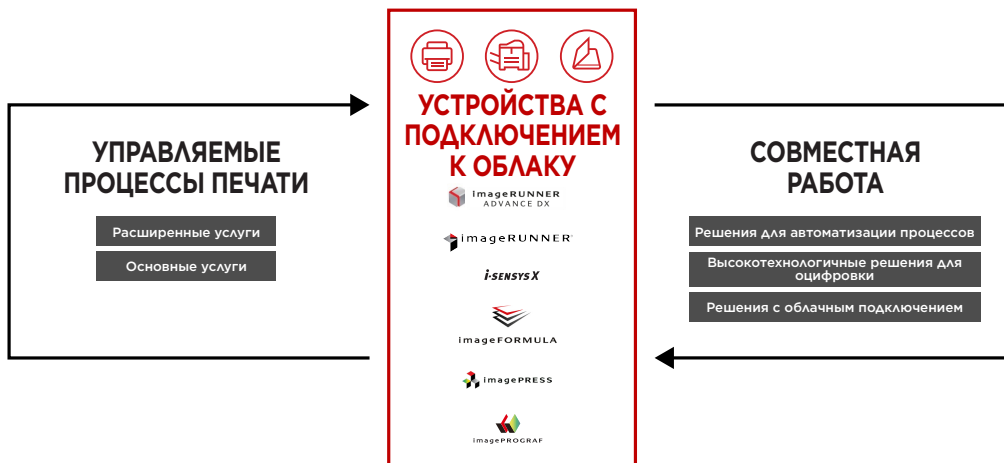 УПРАВЛЯЕМЫЕ
ПРОЦЕССЫ ПЕЧАТИ
Расширенные услуги
Основные услуги
УСТРОЙСТВА С
ПОДКЛЮЧЕНИЕМ
К ОБЛАКУ
imageRUNNER
ADVANCE DX
imageRUNNER
i-SENSYS X
imageFORMULA
imagePRESS
imagePROGRAF
СОВМЕСТНАЯ
РАБОТА
Решения для автоматизации процессов
Высокотехнологичные решения для
оцифровки
Решения с облачным подключением